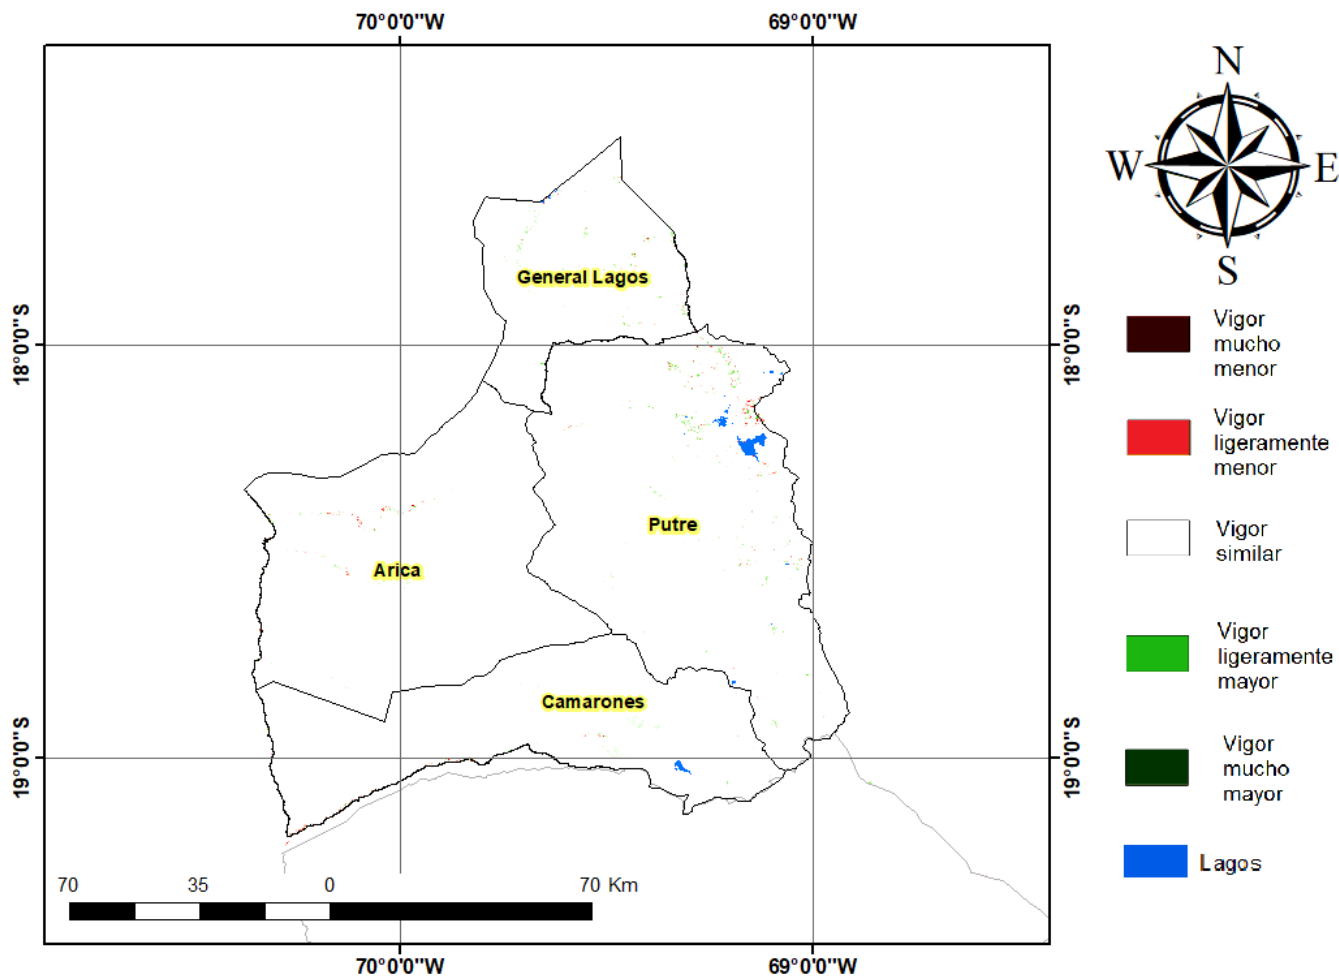 70°0'0"W
69°0'0"W
N
W
E
S
18°0'0"S
18°0'0"S
General Lagos
Putre
Arica
Camarones
19°0'0"S
19°0'0"S
70
35
0
70 Km
70°0'0"W
69°0'0"W
Vigor
mucho
menor
Vigor
ligeramente
menor
Vigor
similar
Vigor
ligeramente
mayor
Vigor
mucho
mayor
Lagos